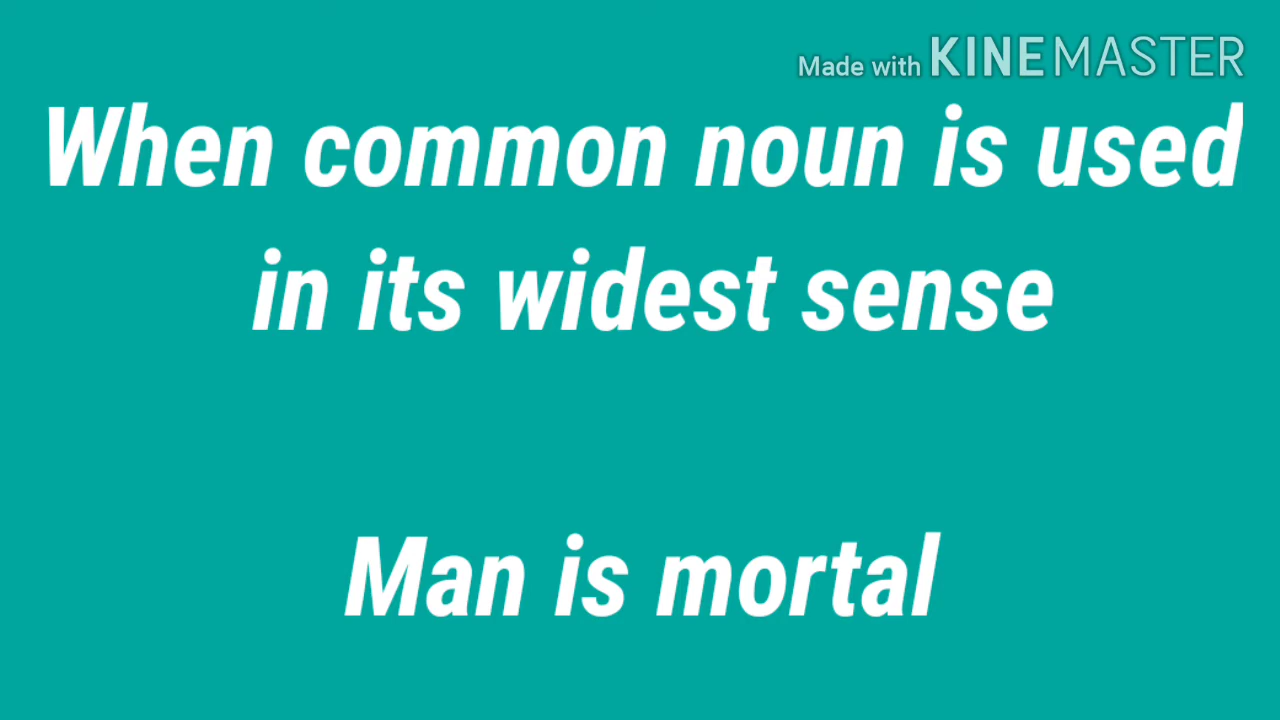 Made with KINEMASTER
When common noun is used
in its widest sense
Man is mortal